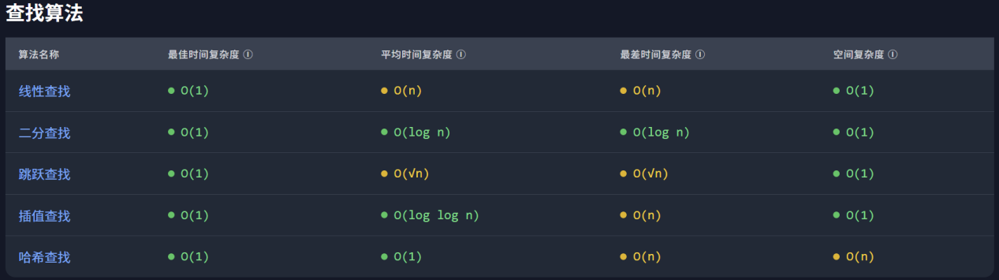 查找算法
算法名称 最佳时间复杂度 ⓘ 平均时间复杂度 ⓘ 最差时间复杂度 ⓘ 空间复杂度 ⓘ
线性查找 O(1) O(n) O(n) O(1)
二分查找 O(1) O(log n) O(log n) O(1)
跳跃查找 O(1) O(√n) O(√n) O(1)
插值查找 O(1) O(log log n) O(n) O(1)
哈希查找 O(1) O(1) O(n) O(n)